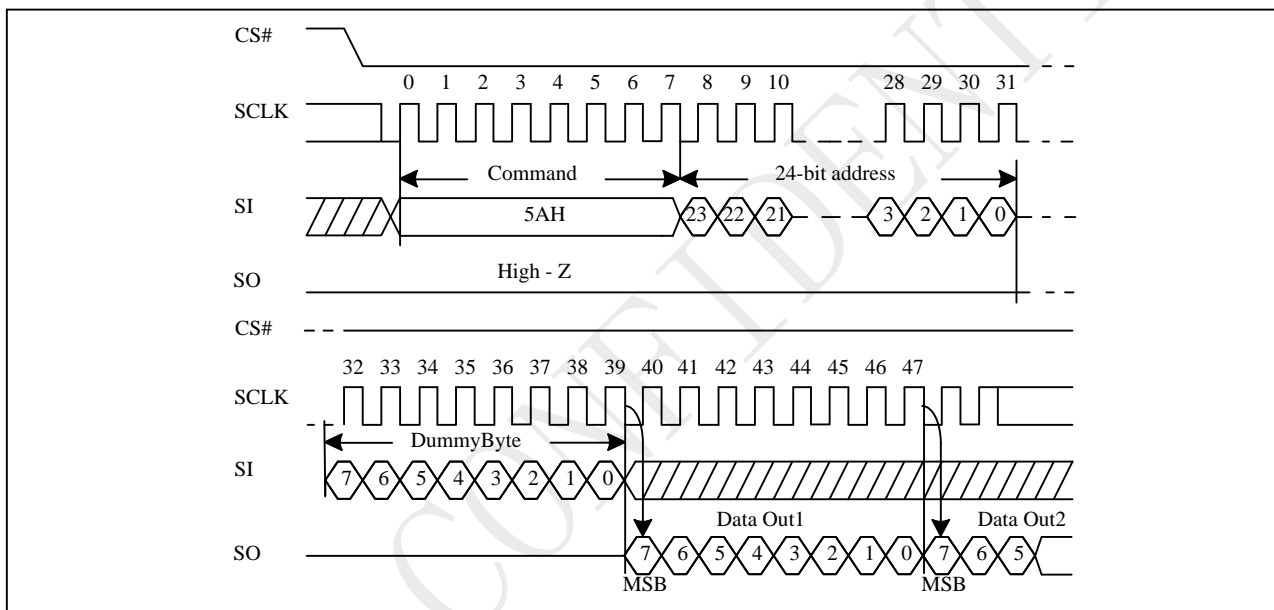 CS#
0 1 2 3 4 5 6 7 8 9 10 28 29 30 31
SCLK
Command 24-bit address
SI 5AH 23 22 21 3 2 1 0
High - Z
SO
CS#
32 33 34 35 36 37 38 39 40 41 42 43 44 45 46 47
SCLK
DummyByte
SI 7 6 5 4 3 2 1 0
Data Out1 Data Out2
SO 7 6 5 4 3 2 1 0 7 6 5
MSB MSB